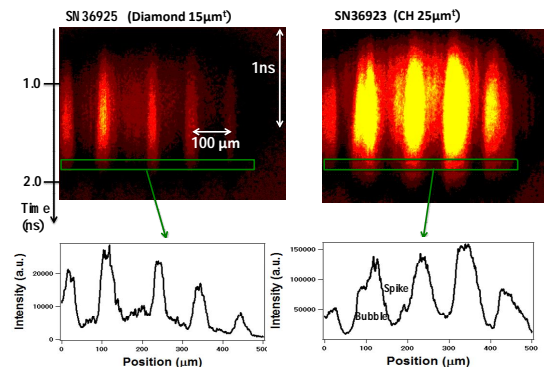 SN36925 (Diamond 15μmᵗ)
SN36923 (CH 25μmᵗ)
1.0
2.0
Time
(ns)
1ns
100 μm
Intensity (a.u.)
20000
10000
0
0 100 200 300 400 500
Position (μm)
Intensity (a.u.)
150000
100000
50000
Spike
Bubble
0 100 200 300 400 500
Position (μm)